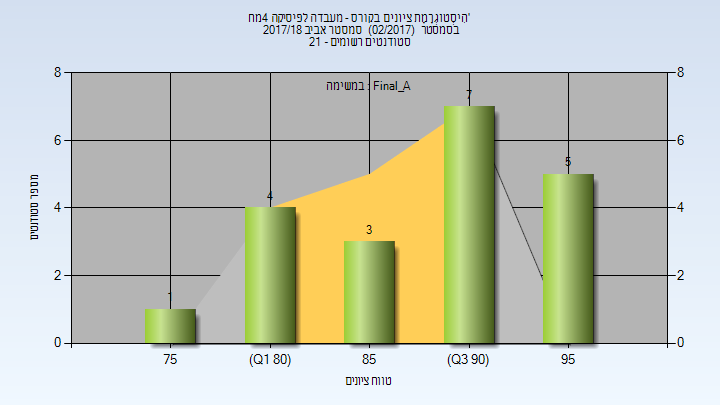 הִיסְטוֹגְרָמַת ציונים בקורס - מעבדה לפיסיקה 4מח'
בסמסטר (02/2017) סמסטר אביב 2017/18
סטודנטים רשומים - 21
במשימה : Final_A
8 8
6 6
4 4
2 2
0 0
1 4 3 7 5
75 (Q1 80) 85 (Q3 90) 95
מספר סטודנטים
טווח ציונים